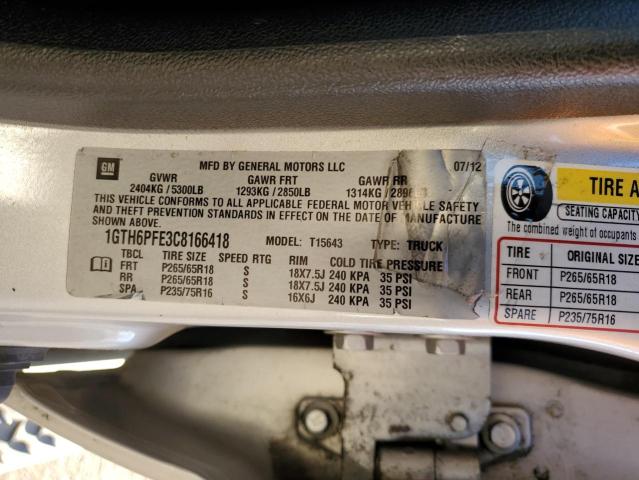 GM
MFD BY GENERAL MOTORS LLC 07/12
GVWR GAWR FRT GAWR RR
2404KG / 5300LB 1293KG / 2850LB 1314KG /
THIS VEHICLE CONFORMS TO ALL APPLICABLE FEDERAL MOTOR VEHICLE SAFETY
AND THEFT PREVENTION STANDARDS IN EFFECT ON THE DATE OF MANUFACTURE
SHOWN ABOVE.
1GTH6PFE3C8166418 MODEL: T15643 TYPE: TRUCK
TBCL TIRE SIZE SPEED RTG RIM COLD TIRE PRESSURE
FRT P265/65R18 S 18X7.5J 240 KPA 35 PSI
RR P265/65R18 S 18X7.5J 240 KPA 35 PSI
SPA P235/75R16 S 16X6J 240 KPA 35 PSI
TIRE A
SEATING CAPACITY
The combined weight of occupants
TIRE ORIGINAL SIZE
FRONT P265/65R18
REAR P265/65R18
SPARE P235/75R16